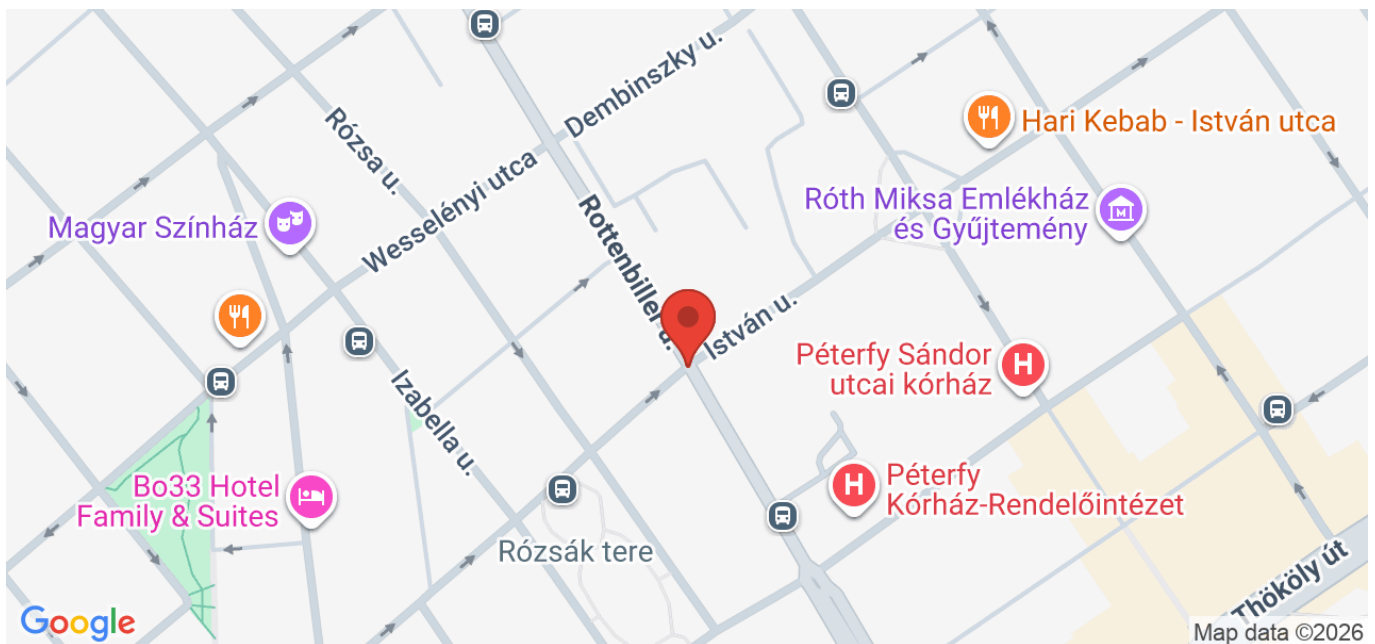 Dembinszky u.
Rózsa u.
Hari Kebab - István utca
Wesselényi utca
Magyar Színház
Róth Miksa Emlékház
és Gyűjtemény
M
Rottenbiller u.
István u.
Péterfy Sándor
utcai kórház
H
Izabella u.
Bo33 Hotel
Family & Suites
Péterfy
Kórház-Rendelőintézet
H
Rózsák tere
Thököly út
Google
Map data ©2026